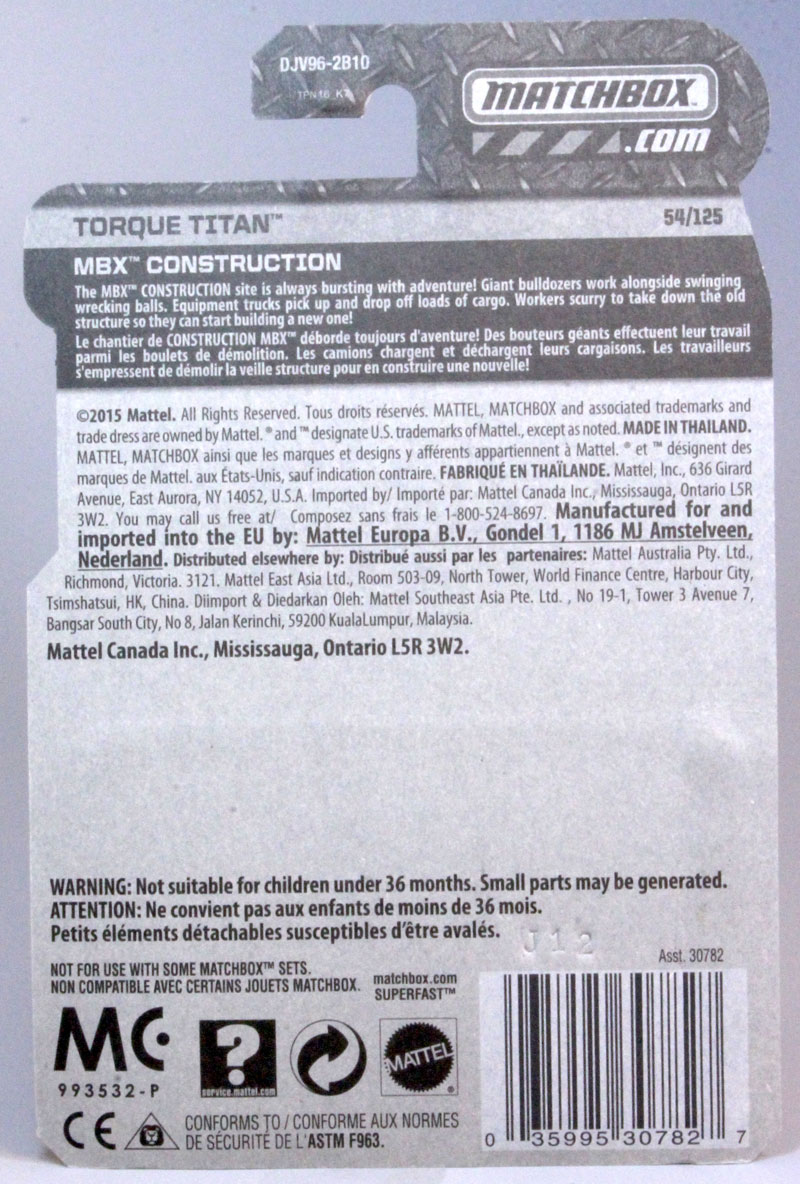 DJV96-2B10
TPN16 KT
MATCHBOX
.COM
TORQUE TITAN™
54/125
MBX™ CONSTRUCTION
The MBX™ CONSTRUCTION site is always bursting with adventure! Giant bulldozers work alongside swinging
wrecking balls. Equipment trucks pick up and drop off loads of cargo. Workers scurry to take down the old
structure so they can start building a new one!
Le chantier de CONSTRUCTION MBX™ déborde toujours d'aventure! Des bouteurs géants effectuent leur travail
parmi les boulets de démolition. Les camions chargent et déchargent leurs cargaisons. Les travailleurs
s'empressent de démolir la veille structure pour en construire une nouvelle!
©2015 Mattel. All Rights Reserved. Tous droits réservés. MATTEL, MATCHBOX and associated trademarks and
trade dress are owned by Mattel. ® and ™ designate U.S. trademarks of Mattel., except as noted. MADE IN THAILAND.
MATTEL, MATCHBOX ainsi que les marques et designs y afférents appartiennent à Mattel. ® et ™ désignent des
marques de Mattel. aux États-Unis, sauf indication contraire. FABRIQUÉ EN THAÏLANDE. Mattel, Inc., 636 Girard
Avenue, East Aurora, NY 14052, U.S.A. Imported by/ Importé par: Mattel Canada Inc., Mississauga, Ontario L5R
3W2. You may call us free at/ Composez sans frais le 1-800-524-8697. Manufactured for and
imported into the EU by: Mattel Europa B.V., Gondel 1, 1186 MJ Amstelveen,
Nederland. Distributed elsewhere by: Distribué aussi par les partenaires: Mattel Australia Pty. Ltd.,
Richmond, Victoria. 3121. Mattel East Asia Ltd., Room 503-09, North Tower, World Finance Centre, Harbour City,
Tsimshatsui, HK, China. Diimport & Diedarkan Oleh: Mattel Southeast Asia Pte. Ltd. , No 19-1, Tower 3 Avenue 7,
Bangsar South City, No 8, Jalan Kerinchi, 59200 KualaLumpur, Malaysia.
Mattel Canada Inc., Mississauga, Ontario L5R 3W2.
WARNING: Not suitable for children under 36 months. Small parts may be generated.
ATTENTION: Ne convient pas aux enfants de moins de 36 mois.
Petits éléments détachables susceptibles d'être avalés.
J12
Asst. 30782
NOT FOR USE WITH SOME MATCHBOX™ SETS.
NON COMPATIBLE AVEC CERTAINS JOUETS MATCHBOX.
matchbox.com
SUPERFAST™
MC
993532-P
?
service.mattel.com
MATTEL
®
CE
CONFORMS TO / CONFORME AUX NORMES
DE SÉCURITÉ DE L'ASTM F963.
0 35995 30782 7